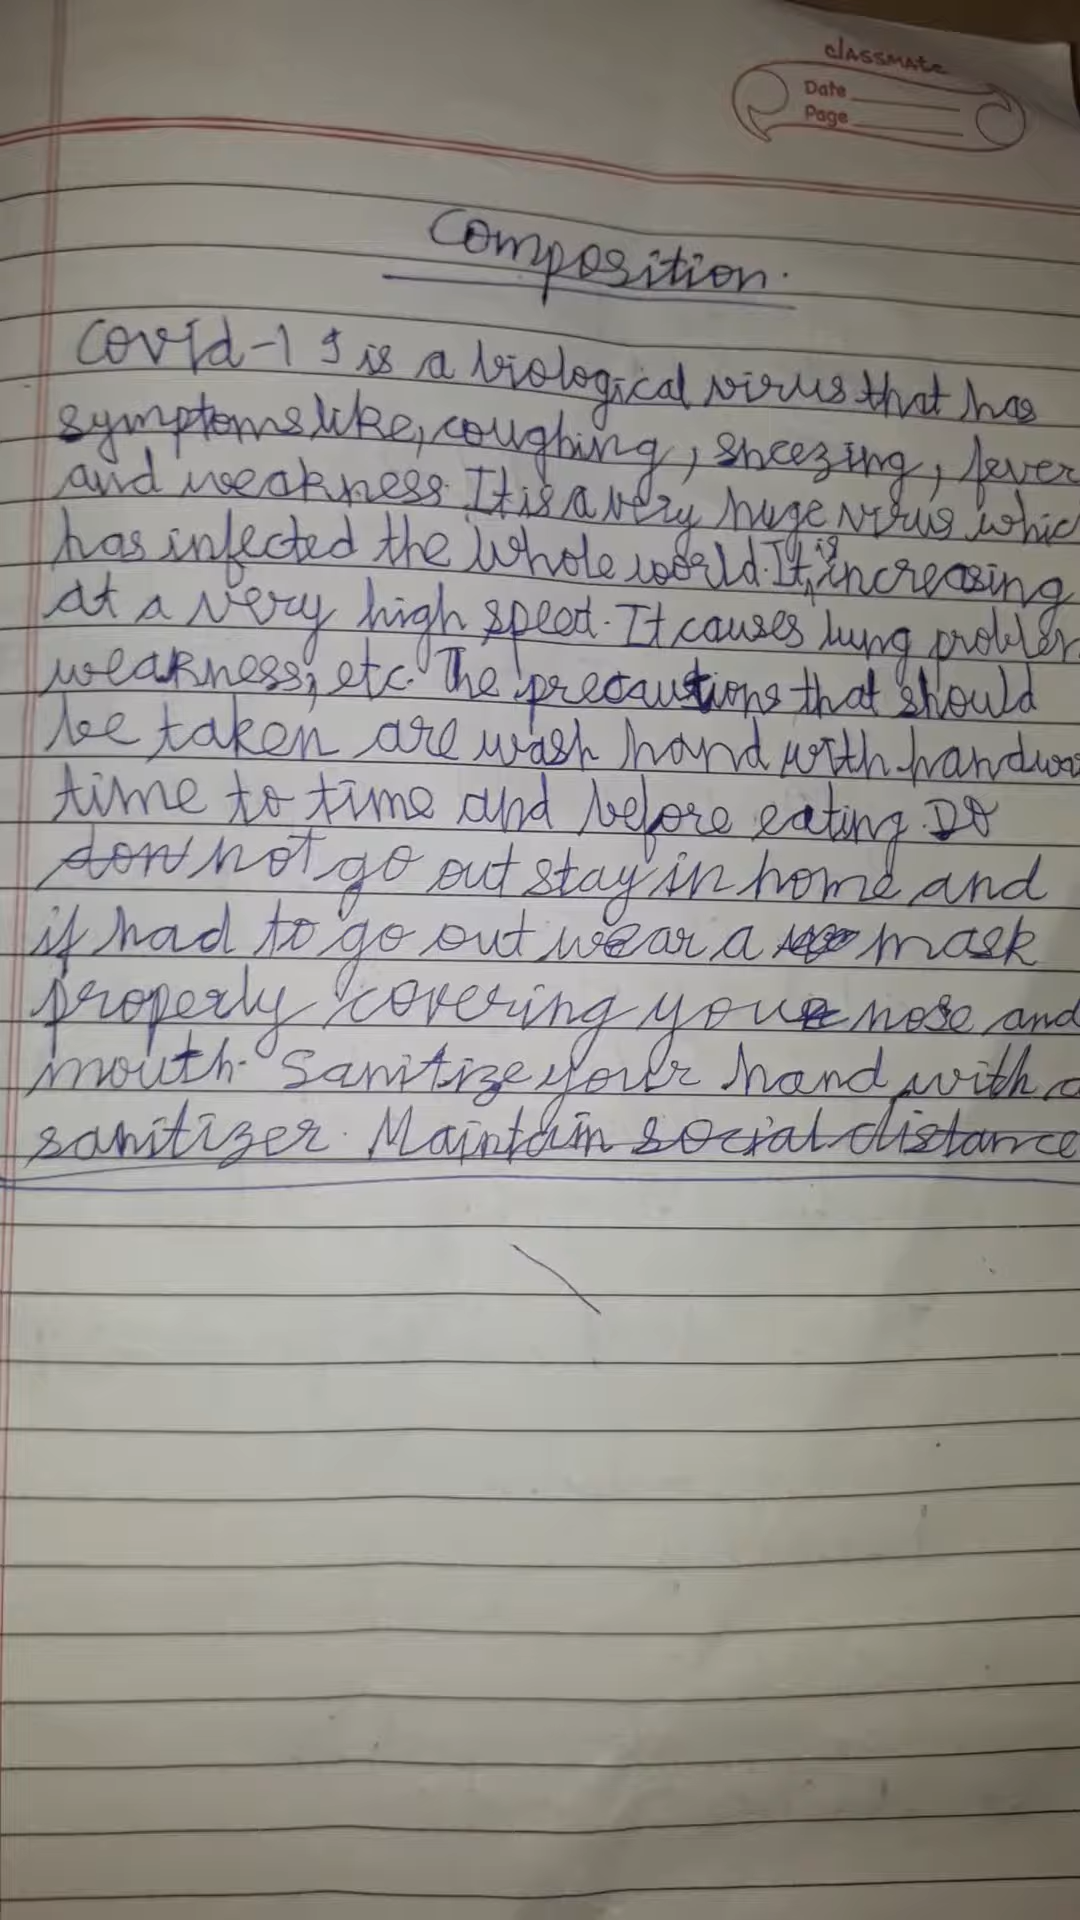 classmate
Date
Page
Composition.
Covid-19 is a biological virus that has
symptoms like, coughing, sneezing, fever
and weakness. It is a very huge virus whic
has infected the whole world. It is increasing
at a very high speed. It causes lung problem
weakness, etc. The precautions that should
be taken are wash hand with handwa
time to time and before eating. Do
don not go out stay in home and
if had to go out wear a mask
properly covering your nose and
mouth. Sanitize your hand with a
sanitizer. Maintain social distance